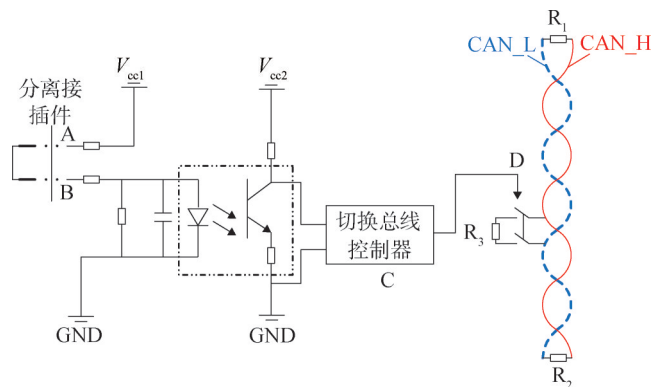 R₁
CAN_L
CAN_H
Vcc1
Vcc2
分离接
插件
A
B
D
切换总线
控制器
R₃
C
GND
GND
R₂